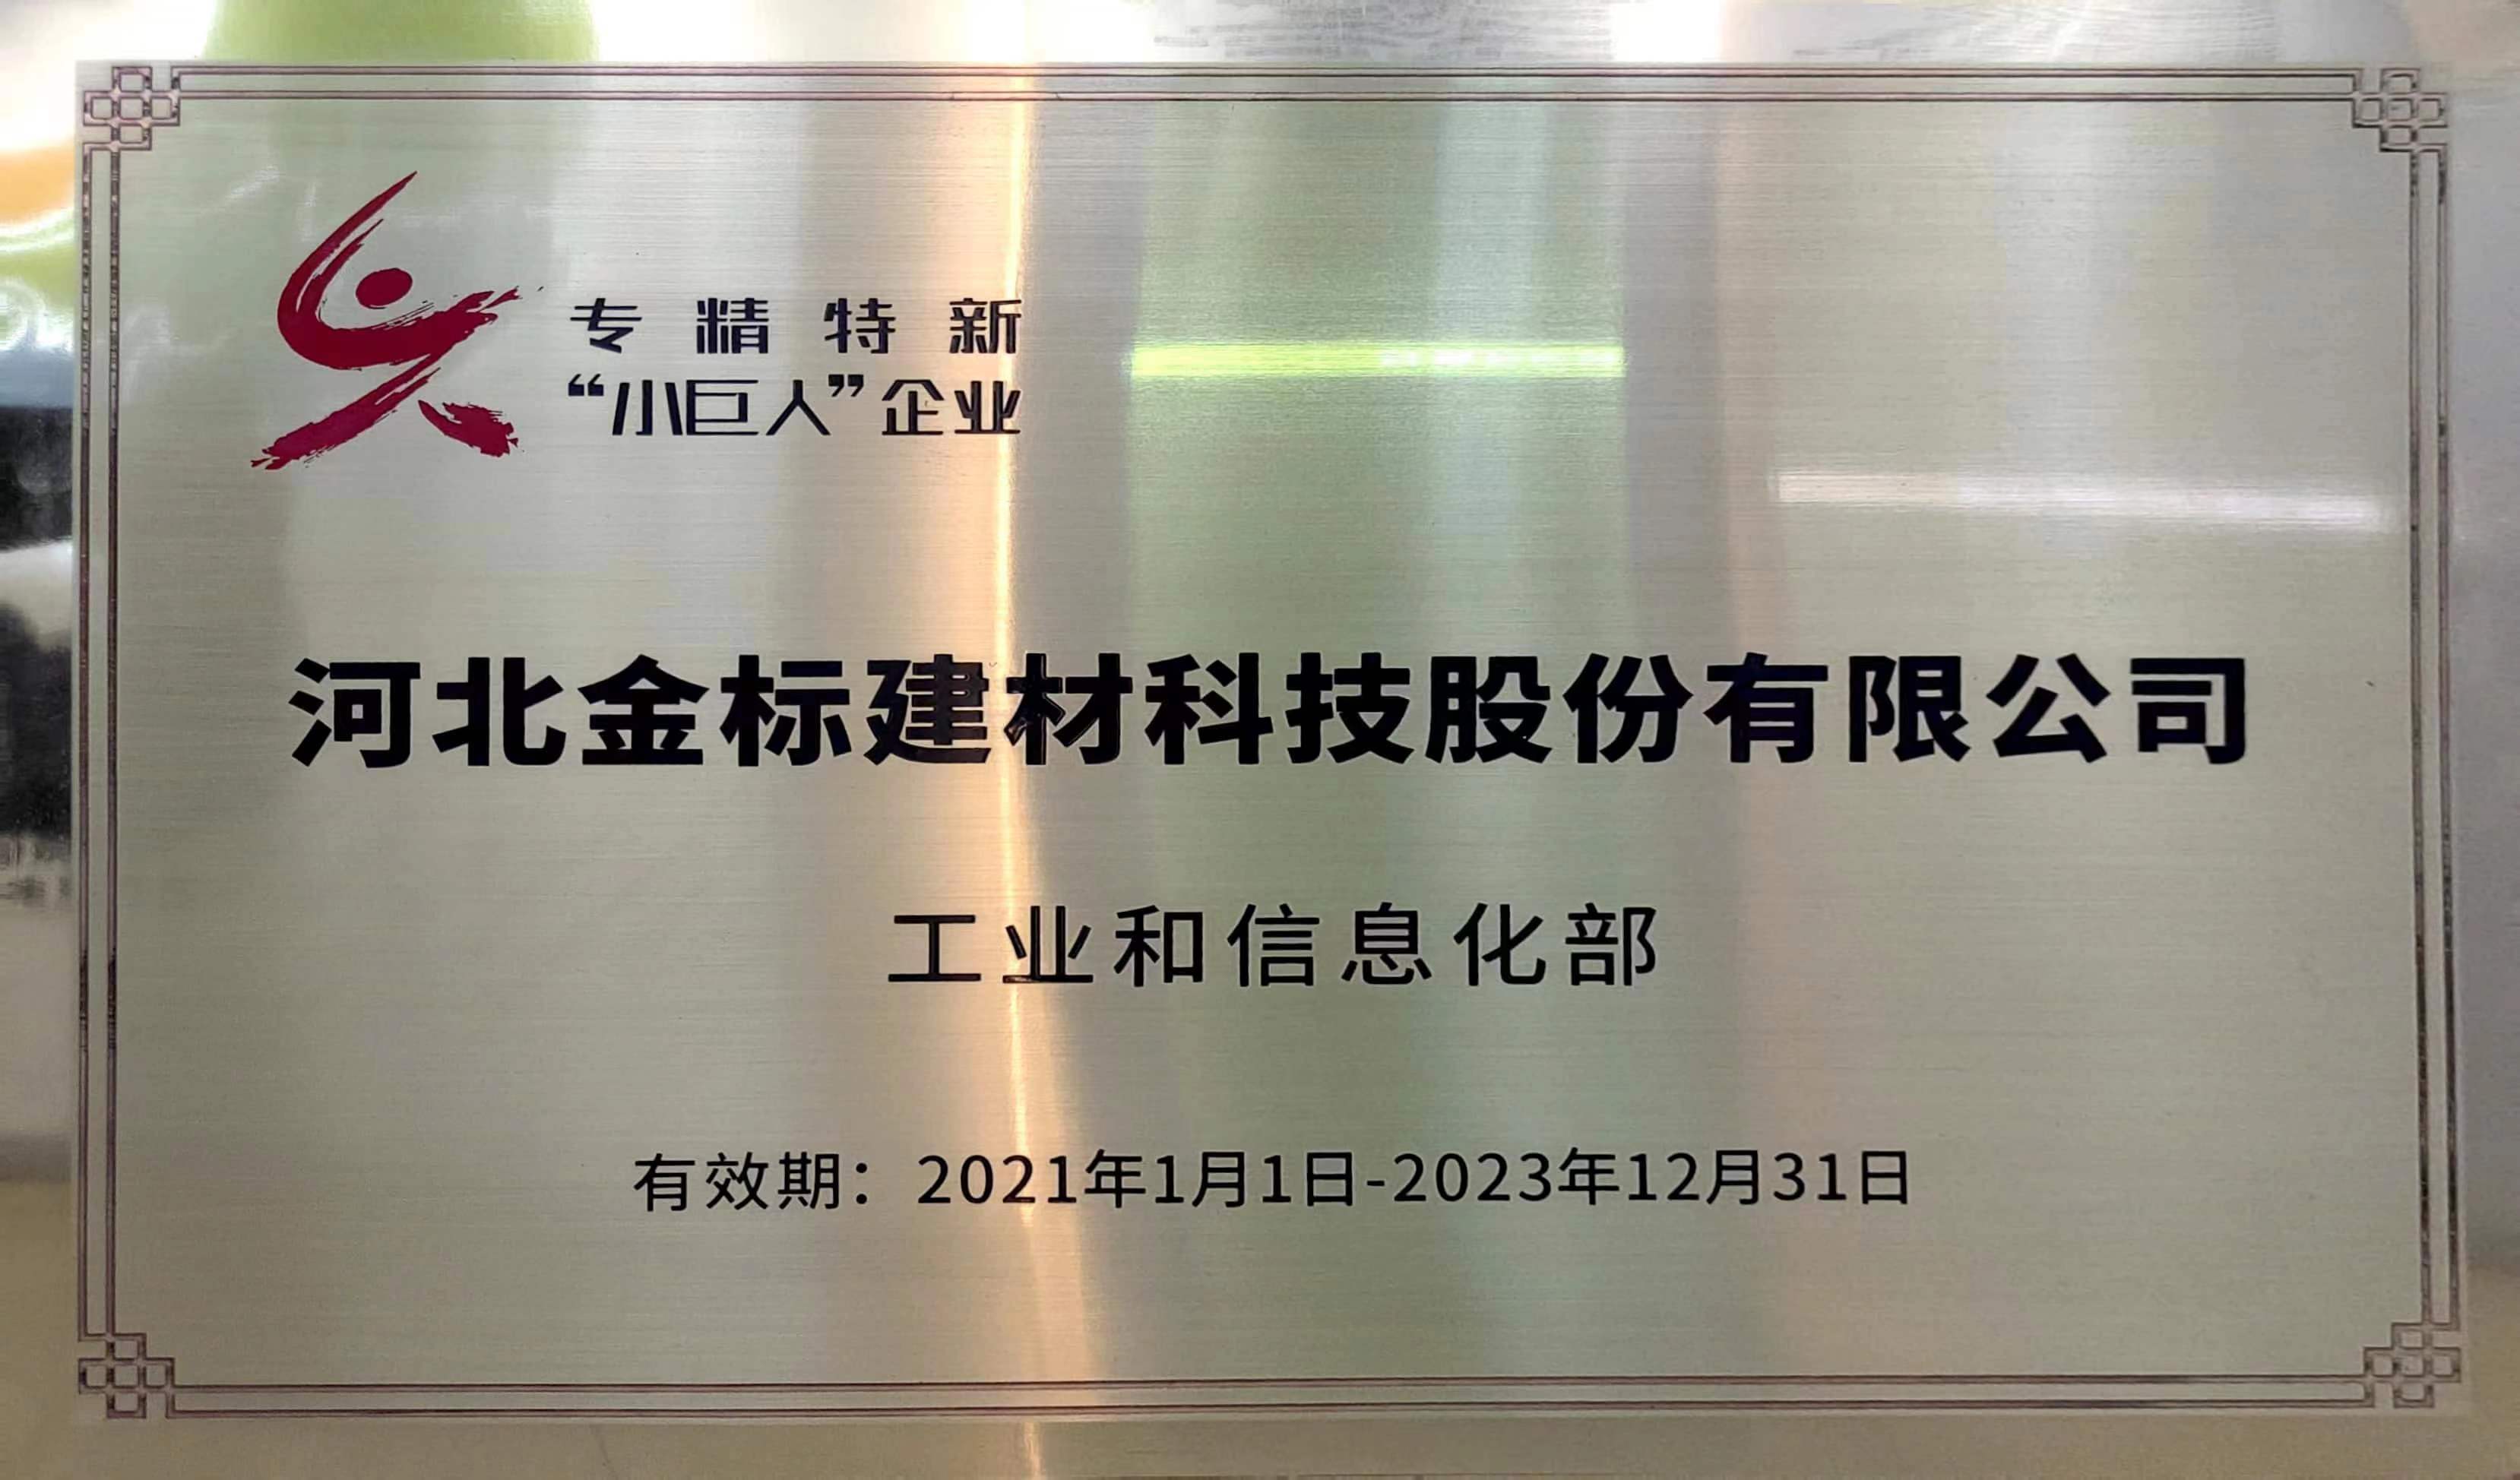 专精特新
“小巨人”企业
河北金标建材科技股份有限公司
工业和信息化部
有效期：2021年1月1日-2023年12月31日